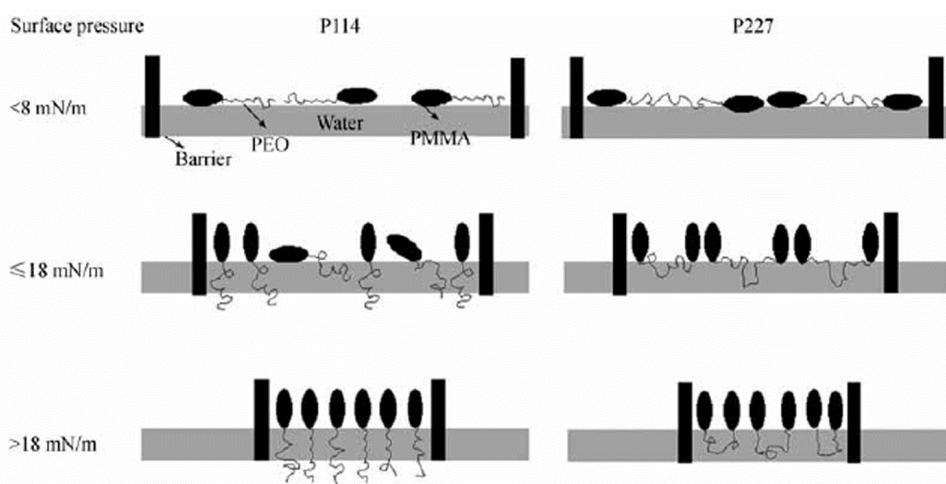 Surface pressure P114 P227
<8 mN/m
Water
PEO PMMA
Barrier
≤18 mN/m
>18 mN/m